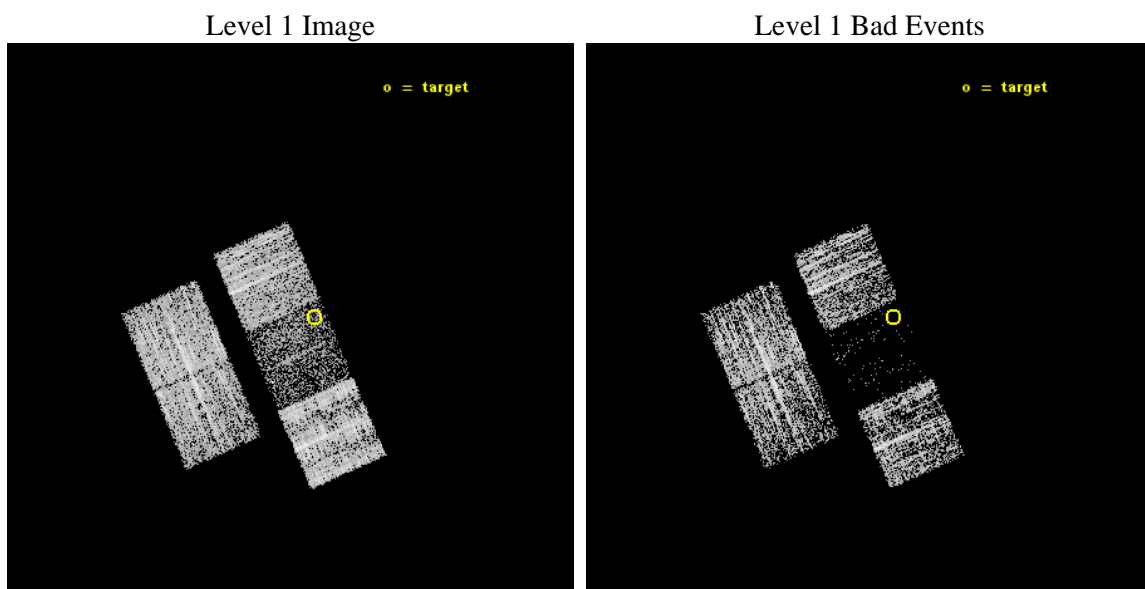 Level 1 Image
Level 1 Bad Events
o = target
o = target